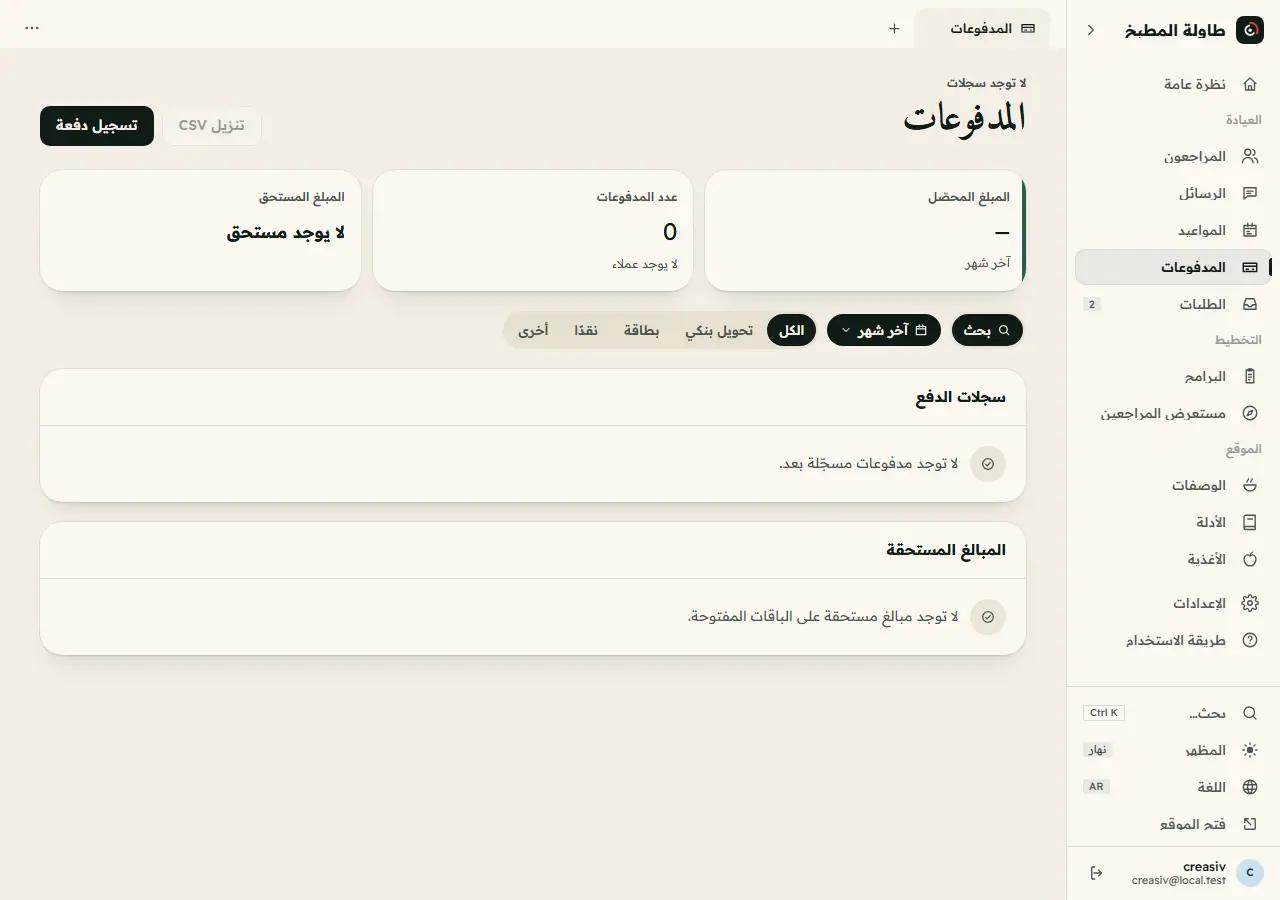 طاولة المطبخ
نظرة عامة
العيادة
المراجعون
الرسائل
المواعيد
المدفوعات
الطلبات
2
التخطيط
البرامج
مستعرض المراجعين
الموقع
الوصفات
الأدلة
الأغذية
الإعدادات
طريقة الاستخدام
بحث...
Ctrl K
المظهر
نهار
اللغة
AR
فتح الموقع
C
creasiv
creasiv@local.test
المدفوعات
لا توجد سجلات
المدفوعات
تنزيل CSV
تسجيل دفعة
المبلغ المحصّل
—
آخر شهر
عدد المدفوعات
0
لا يوجد عملاء
المبلغ المستحق
لا يوجد مستحق
بحث
آخر شهر
الكل
تحويل بنكي
بطاقة
نقدًا
أخرى
سجلات الدفع
لا توجد مدفوعات مسجّلة بعد.
المبالغ المستحقة
لا توجد مبالغ مستحقة على الباقات المفتوحة.